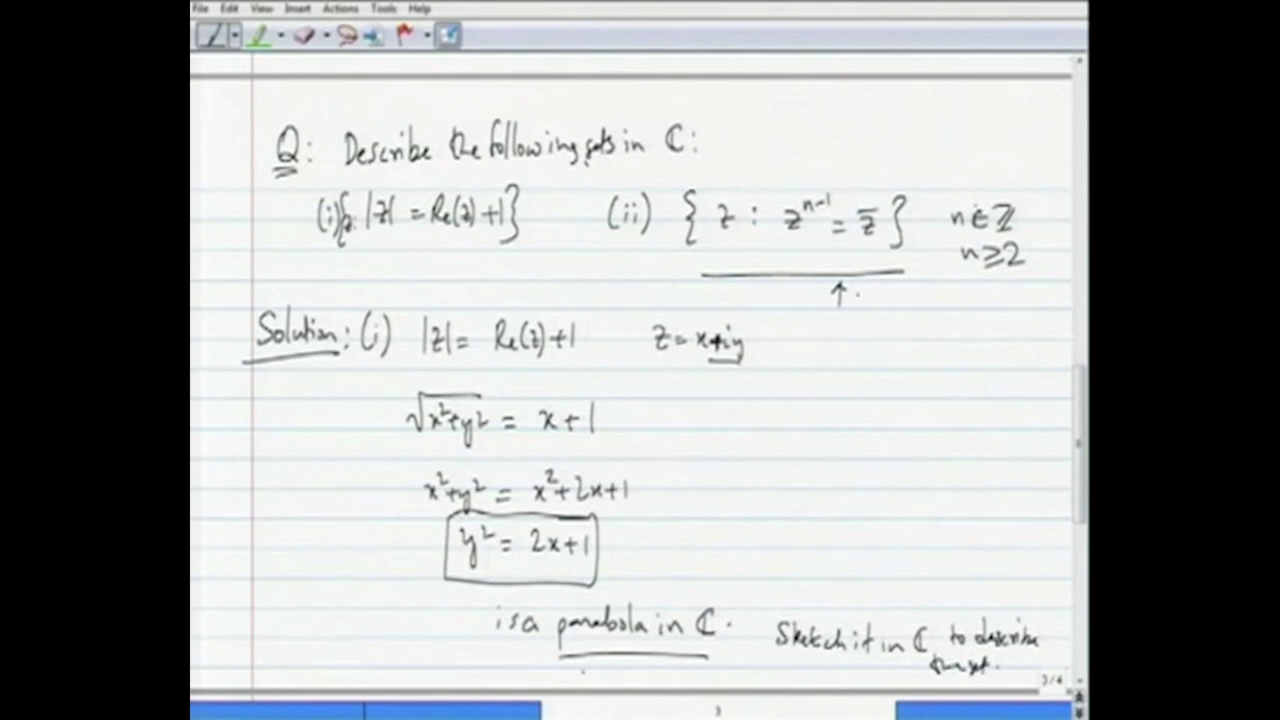 File Edit View Insert Actions Tools Help
Q: Describe the following sets in ℂ:
(i) {z: |z| = Re(z)+1} (ii) { z : z^{n-1} = z̅ } n ∈ ℤ
n ≥ 2
↑.
Solution: (i) |z| = Re(z)+1 z = x+iy
√(x²+y²) = x+1
x²+y² = x²+2x+1
y² = 2x+1
is a parabola in ℂ. Sketch it in ℂ to describe
the set.
3/4
3